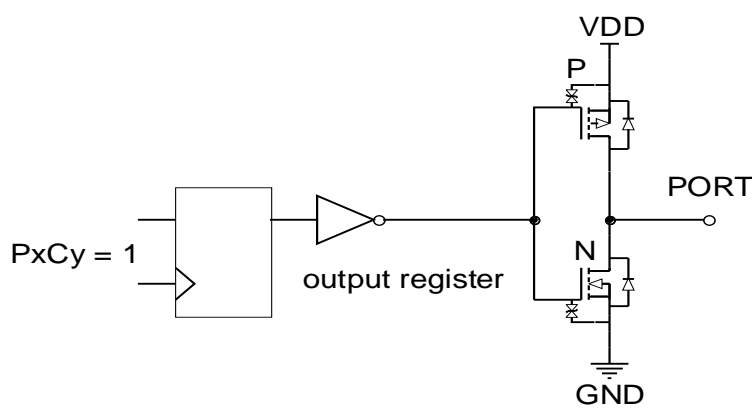 VDD
P
PORT
N
PxCy = 1
output register
GND